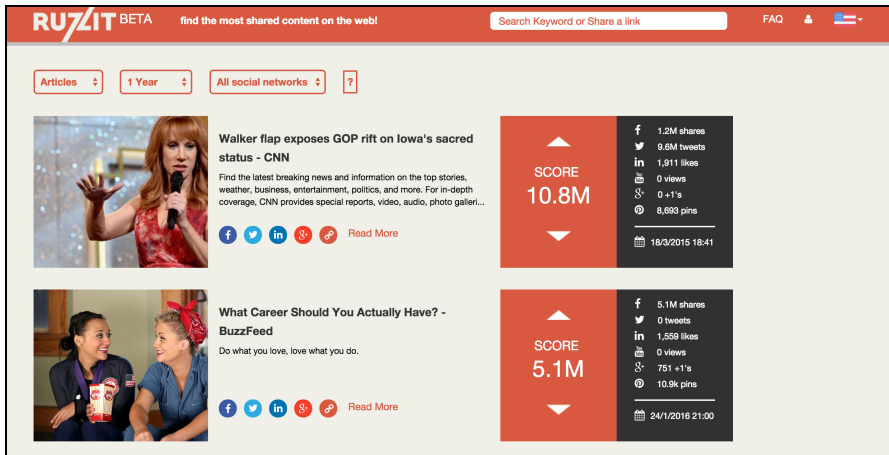 RUZZIT BETA find the most shared content on the web! Search Keyword or Share a link FAQ
Articles 1 Year All social networks ?
Walker flap exposes GOP rift on Iowa's sacred
status - CNN
Find the latest breaking news and information on the top stories,
weather, business, entertainment, politics, and more. For in-depth
coverage, CNN provides special reports, video, audio, photo galleri...
Read More
SCORE
10.8M
1.2M shares
9.6M tweets
1,911 likes
0 views
0 +1's
8,693 pins
18/3/2015 18:41
What Career Should You Actually Have? -
BuzzFeed
Do what you love, love what you do.
Read More
SCORE
5.1M
5.1M shares
0 tweets
1,559 likes
0 views
751 +1's
10.9k pins
24/1/2016 21:00